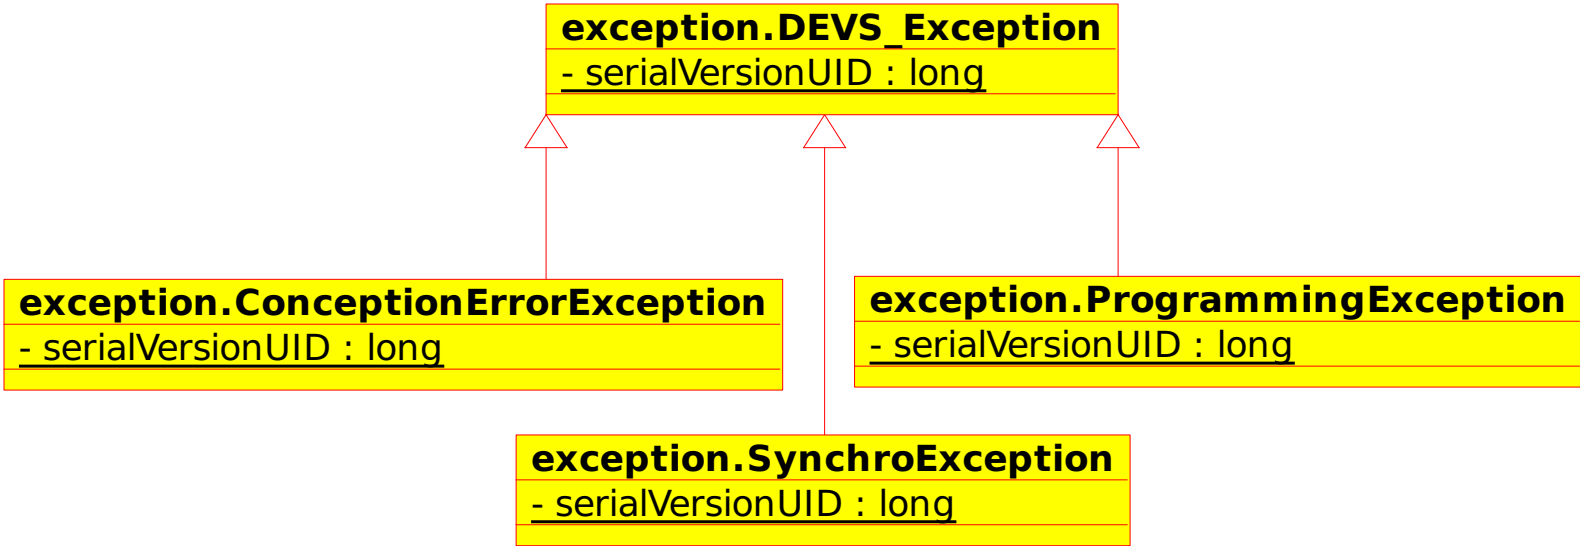 exception.DEVS_Exception
- serialVersionUID : long
exception.ConceptionErrorException
- serialVersionUID : long
exception.ProgrammingException
- serialVersionUID : long
exception.SynchroException
- serialVersionUID : long